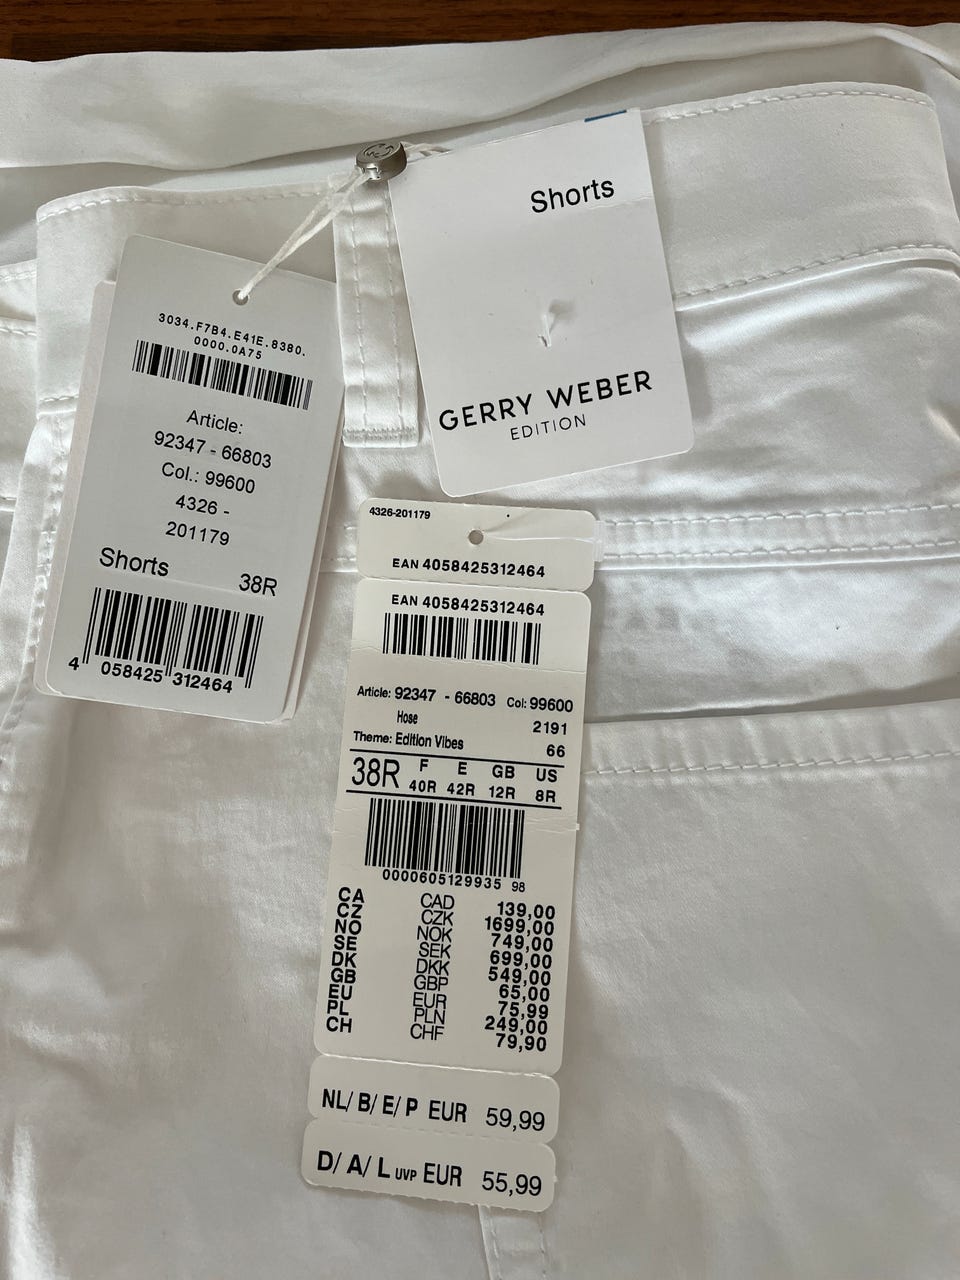 Shorts
GERRY WEBER
EDITION
3034.F7B4.E41E.8380.
0000.0A75
Article:
92347 - 66803
Col.: 99600
4326 -
201179
Shorts 38R
4 058425 312464
4326-201179
EAN 4058425312464
EAN 4058425312464
Article: 92347 - 66803 Col: 99600
Hose 2191
Theme: Edition Vibes 66
38R F E GB US
40R 42R 12R 8R
0000605129935 98
CA CAD 139,00
CZ CZK 1699,00
NO NOK 749,00
SE SEK 699,00
DK DKK 549,00
GB GBP 65,00
EU EUR 75,99
PL PLN 249,00
CH CHF 79,90
NL/ B/ E/ P EUR 59,99
D/ A/ L UVP EUR 55,99